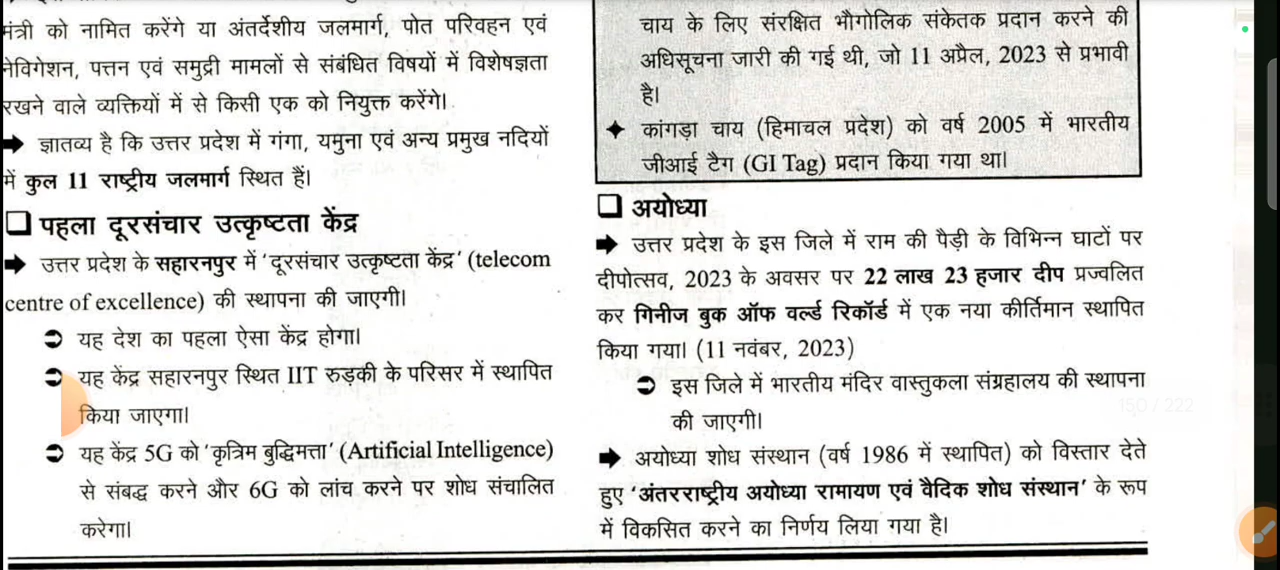 मंत्री को नामित करेंगे या अंतर्देशीय जलमार्ग, पोत परिवहन एवं
नेविगेशन, पत्तन एवं समुद्री मामलों से संबंधित विषयों में विशेषज्ञता
रखने वाले व्यक्तियों में से किसी एक को नियुक्त करेंगे।
➡ ज्ञातव्य है कि उत्तर प्रदेश में गंगा, यमुना एवं अन्य प्रमुख नदियों
में कुल 11 राष्ट्रीय जलमार्ग स्थित हैं।
❑ पहला दूरसंचार उत्कृष्टता केंद्र
➡ उत्तर प्रदेश के सहारनपुर में 'दूरसंचार उत्कृष्टता केंद्र' (telecom
centre of excellence) की स्थापना की जाएगी।
➲ यह देश का पहला ऐसा केंद्र होगा।
➲ यह केंद्र सहारनपुर स्थित IIT रुड़की के परिसर में स्थापित
किया जाएगा।
➲ यह केंद्र 5G को 'कृत्रिम बुद्धिमत्ता' (Artificial Intelligence)
से संबद्ध करने और 6G को लांच करने पर शोध संचालित
करेगा।
चाय के लिए संरक्षित भौगोलिक संकेतक प्रदान करने की
अधिसूचना जारी की गई थी, जो 11 अप्रैल, 2023 से प्रभावी
है।
✦ कांगड़ा चाय (हिमाचल प्रदेश) को वर्ष 2005 में भारतीय
जीआई टैग (GI Tag) प्रदान किया गया था।
❑ अयोध्या
➡ उत्तर प्रदेश के इस जिले में राम की पैड़ी के विभिन्न घाटों पर
दीपोत्सव, 2023 के अवसर पर 22 लाख 23 हजार दीप प्रज्वलित
कर गिनीज बुक ऑफ वर्ल्ड रिकॉर्ड में एक नया कीर्तिमान स्थापित
किया गया। (11 नवंबर, 2023)
➲ इस जिले में भारतीय मंदिर वास्तुकला संग्रहालय की स्थापना
की जाएगी।
➡ अयोध्या शोध संस्थान (वर्ष 1986 में स्थापित) को विस्तार देते
हुए 'अंतरराष्ट्रीय अयोध्या रामायण एवं वैदिक शोध संस्थान' के रूप
में विकसित करने का निर्णय लिया गया है।
150 / 222